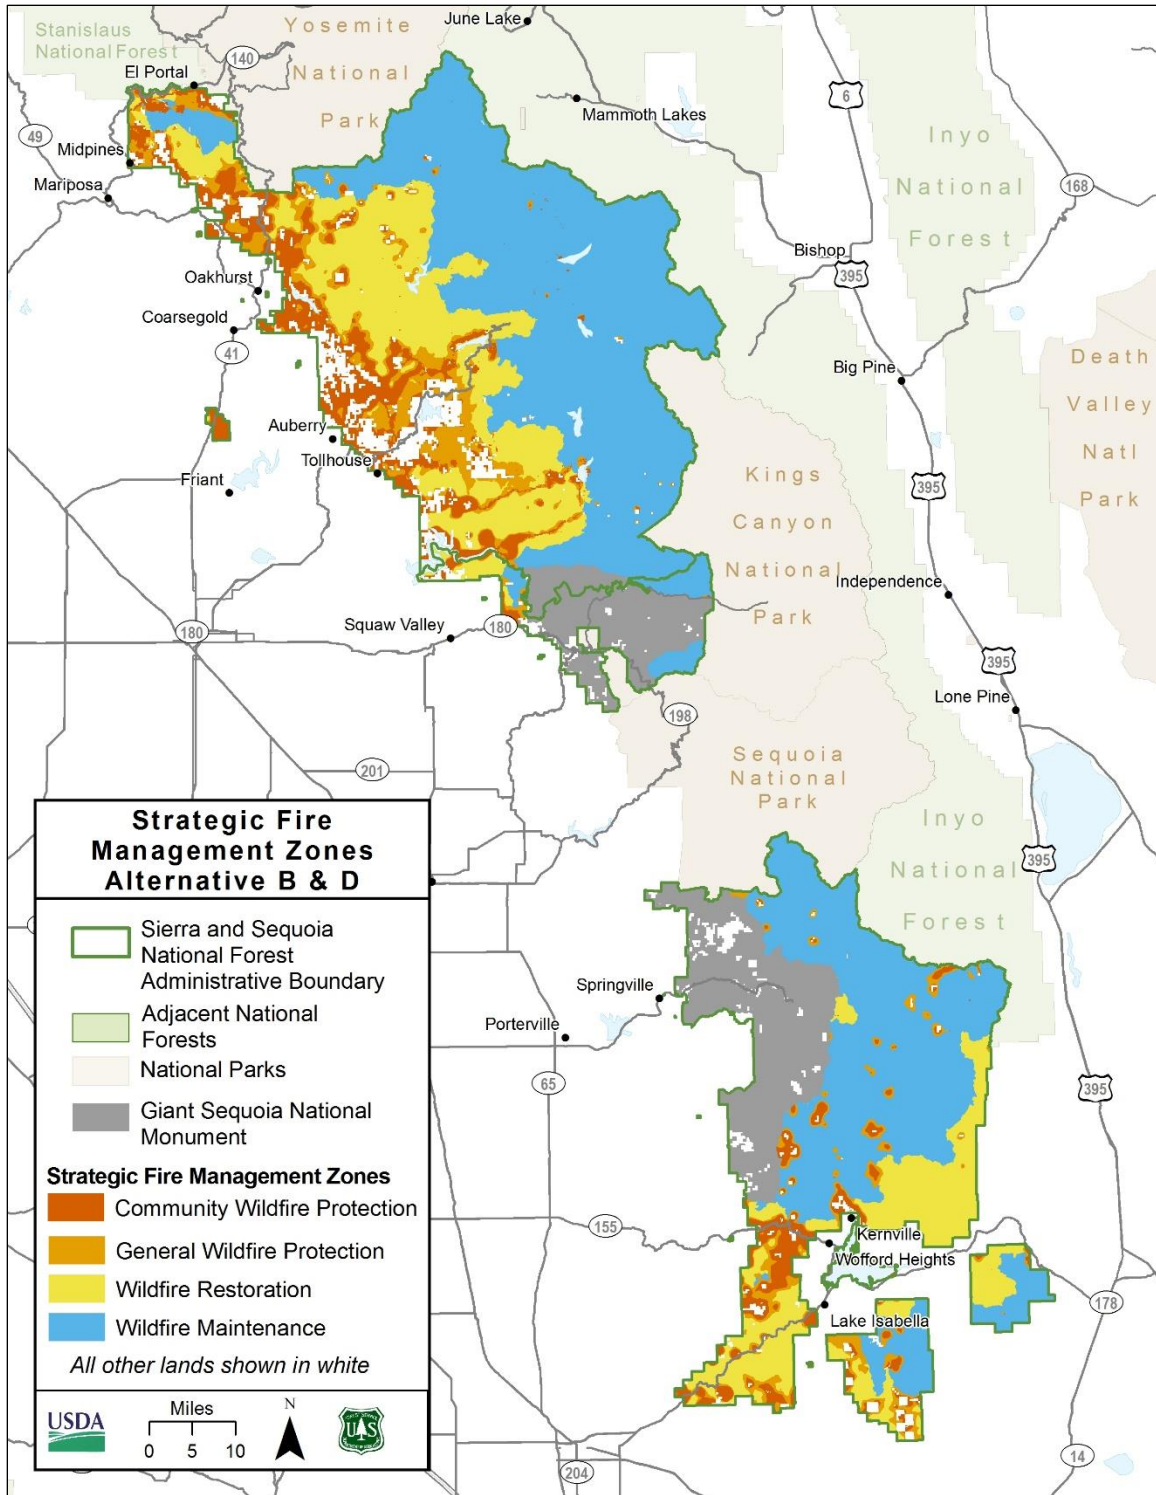 June Lake
Stanislaus
National Forest
Yosemite
National
Park
El Portal
140
Mammoth Lakes
6
49
Midpines
Mariposa
Inyo
National
Forest
168
Bishop
395
Oakhurst
Coarsegold
41
Big Pine
Death
Valley
Natl
Park
Auberry
Tollhouse
Friant
Kings
Canyon
National
Park
395
Independence
180
Squaw Valley
180
395
Lone Pine
198
201
Sequoia
National
Park
Inyo
National
Forest
395
Springville
Porterville
65
395
155
Kernville
Wofford Heights
Lake Isabella
178
14
204
Strategic Fire
Management Zones
Alternative B & D
Sierra and Sequoia
National Forest
Administrative Boundary
Adjacent National
Forests
National Parks
Giant Sequoia National
Monument
Strategic Fire Management Zones
Community Wildfire Protection
General Wildfire Protection
Wildfire Restoration
Wildfire Maintenance
All other lands shown in white
USDA
Miles
0 5 10
N
U S